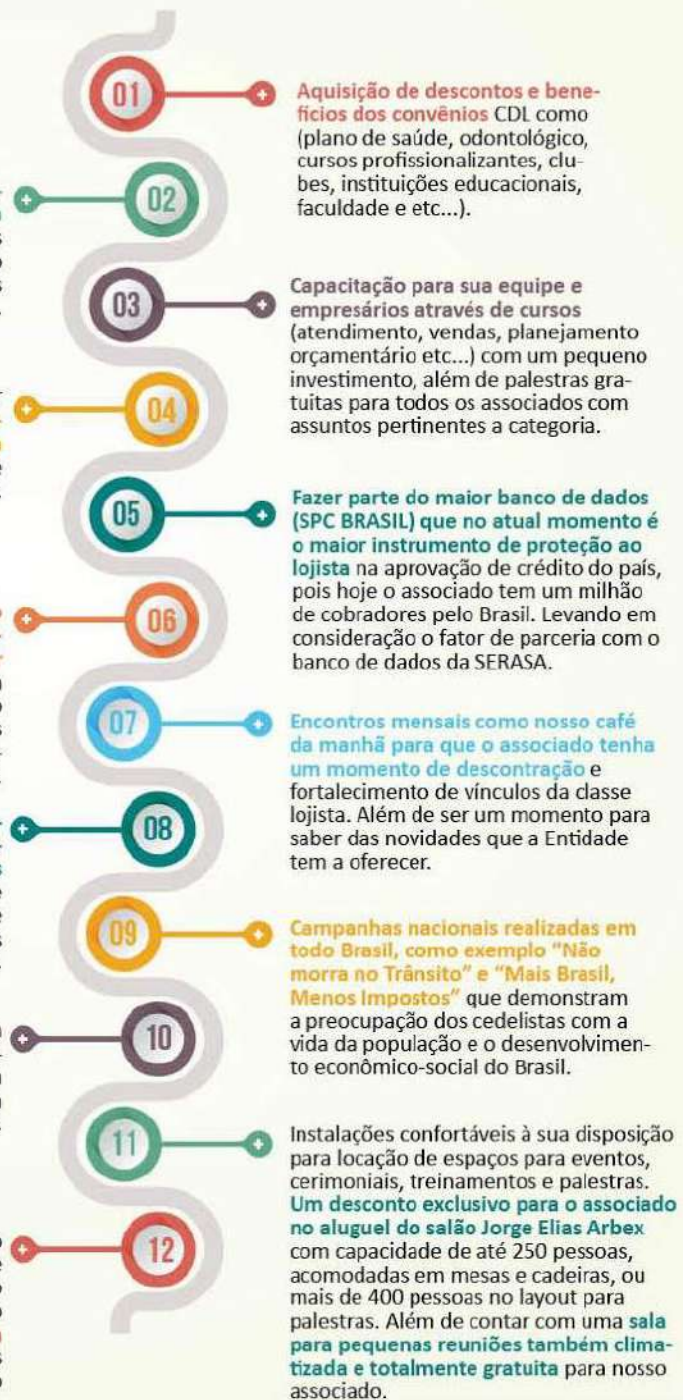 01
Aquisição de descontos e bene-
fícios dos convênios CDL como
(plano de saúde, odontológico,
cursos profissionalizantes, clu-
bes, instituições educacionais,
faculdade e etc...).
02
03
Capacitação para sua equipe e
empresários através de cursos
(atendimento, vendas, planejamento
orçamentário etc...) com um pequeno
investimento, além de palestras gra-
tuitas para todos os associados com
assuntos pertinentes a categoria.
04
05
Fazer parte do maior banco de dados
(SPC BRASIL) que no atual momento é
o maior instrumento de proteção ao
lojista na aprovação de crédito do país,
pois hoje o associado tem um milhão
de cobradores pelo Brasil. Levando em
consideração o fator de parceria com o
banco de dados da SERASA.
06
07
Encontros mensais como nosso café
da manhã para que o associado tenha
um momento de descontração e
fortalecimento de vínculos da classe
lojista. Além de ser um momento para
saber das novidades que a Entidade
tem a oferecer.
08
09
Campanhas nacionais realizadas em
todo Brasil, como exemplo "Não
morra no Trânsito" e "Mais Brasil,
Menos Impostos" que demonstram
a preocupação dos cedelistas com a
vida da população e o desenvolvimen-
to econômico-social do Brasil.
10
11
Instalações confortáveis à sua disposição
para locação de espaços para eventos,
cerimoniais, treinamentos e palestras.
Um desconto exclusivo para o associado
no aluguel do salão Jorge Elias Arbex
com capacidade de até 250 pessoas,
acomodadas em mesas e cadeiras, ou
mais de 400 pessoas no layout para
palestras. Além de contar com uma sala
para pequenas reuniões também clima-
tizada e totalmente gratuita para nosso
associado.
12